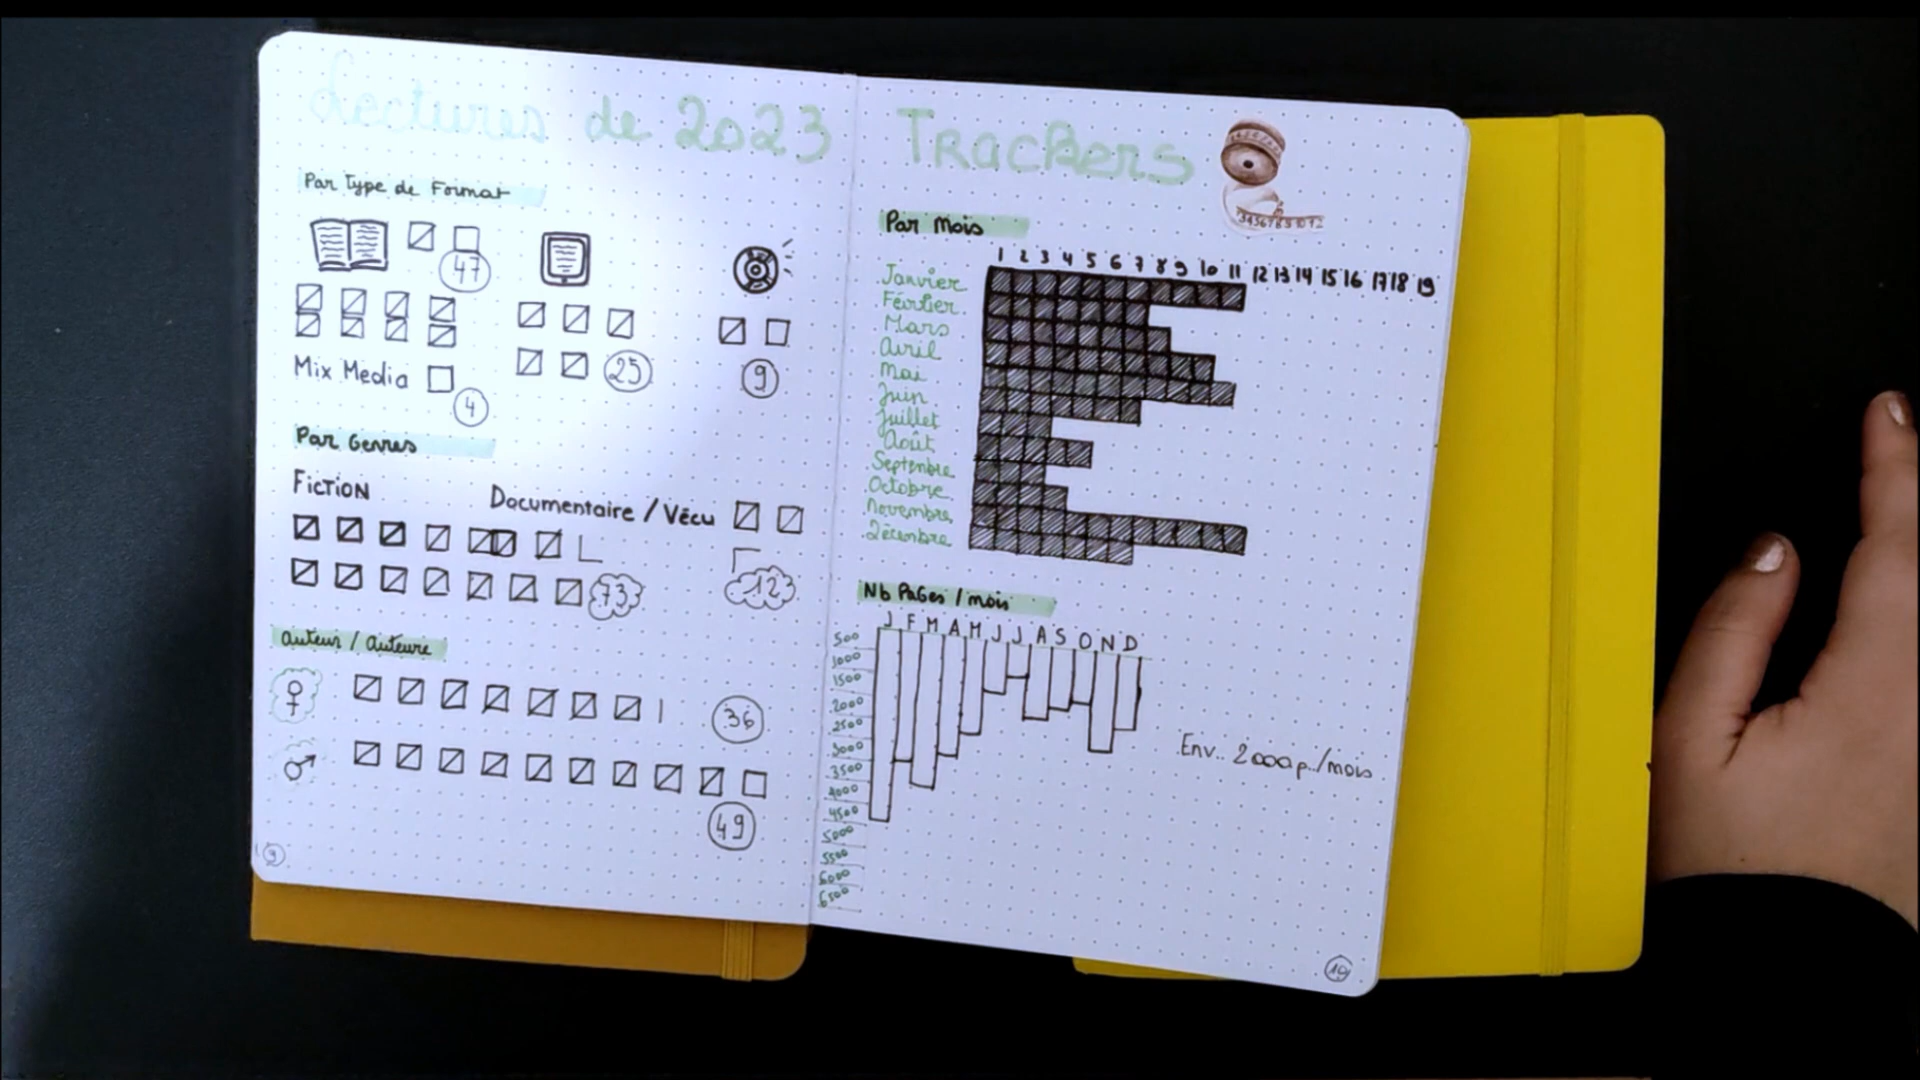 Lectures de 2023
Par Type de Format
47
25
9
Mix Media
4
Par Genres
Fiction
Documentaire / Vécu
73
12
auteur / auteure
♀
36
♂
49
9
Trackers
Par Mois
1 2 3 4 5 6 7 8 9 10 11 12 13 14 15 16 17 18 19
Janvier
Février
Mars
Avril
Mai
Juin
Juillet
Août
Septembre
Octobre
Novembre
Décembre
Nb Pages / mois
J F M A M J J A S O N D
500
1000
1500
2000
2500
3000
3500
4000
4500
5000
5500
6000
6500
Env. 2000p./mois
10